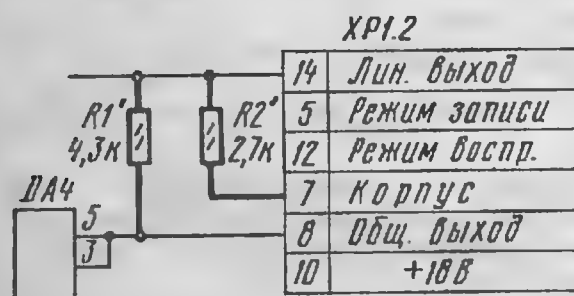 XP1.2
14 Лин. выход
R1' 4,3к
R2' 2,7к
5 Режим записи
12 Режим воспр.
7 Корпус
DA4
5
3
8 Общ. выход
10 +18В